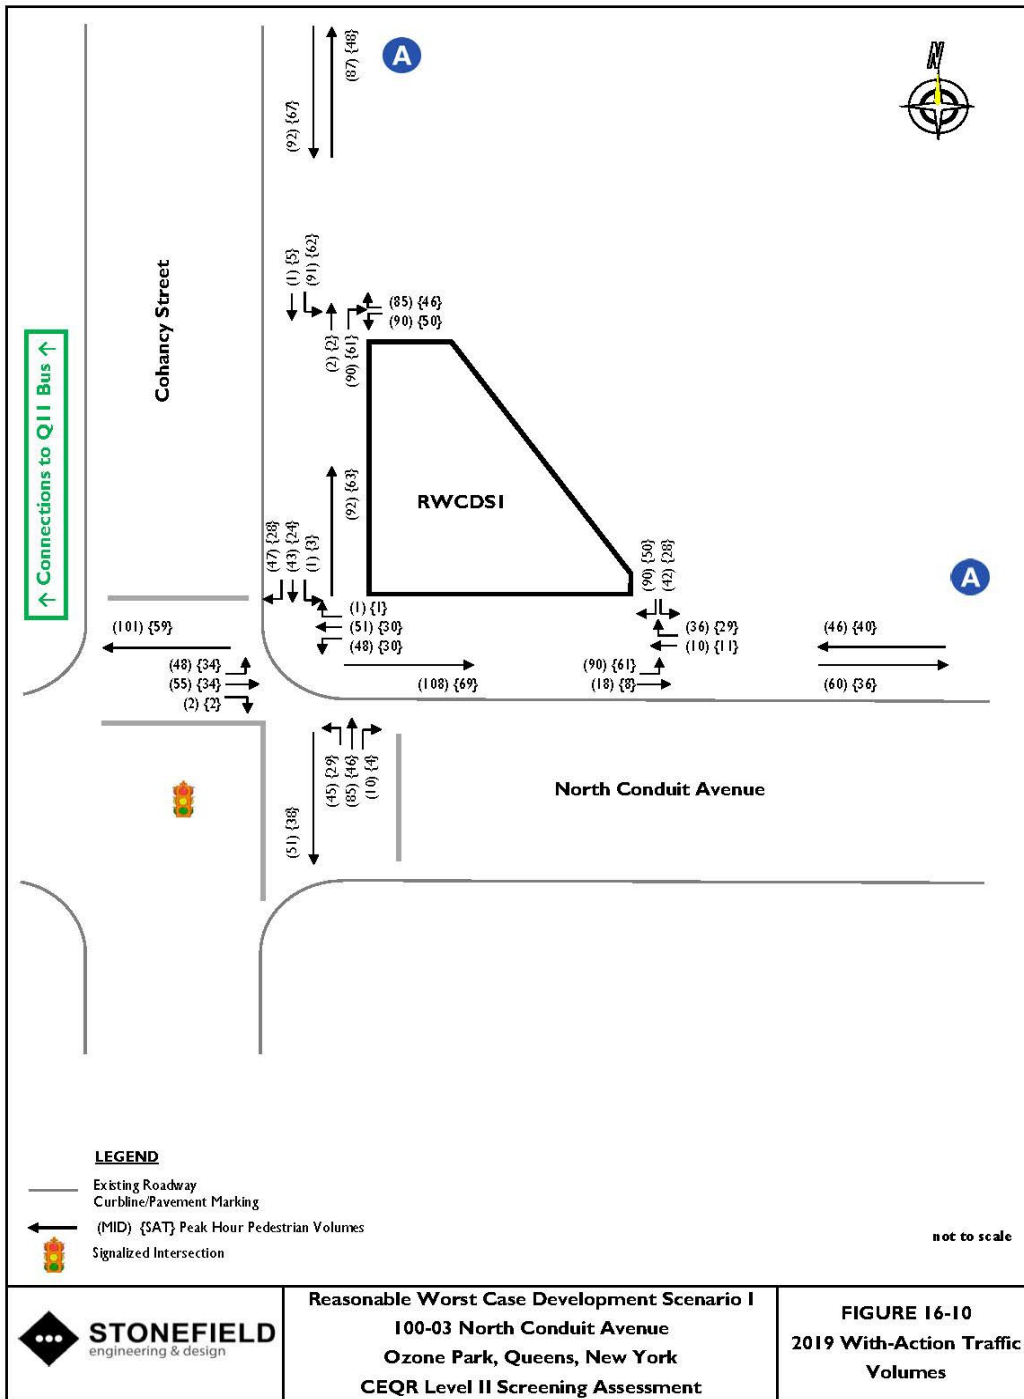 A
N
(87) {48}
(92) {67}
(1) {5}
(91) {62}
(85) {46}
(90) {50}
(2) {2}
(90) {61}
Cohancy Street
↑ Connections to Q11 Bus ↑
RWCDS1
(92) {63}
(47) {28}
(43) {24}
(1) {3}
(90) {50}
(42) {28}
A
(1) {1}
(51) {30}
(48) {30}
(101) {59}
(36) {29}
(10) {11}
(46) {40}
(48) {34}
(55) {34}
(2) {2}
(108) {69}
(90) {61}
(18) {8}
(60) {36}
(45) {29}
(85) {46}
(10) {4}
(51) {38}
North Conduit Avenue
LEGEND
Existing Roadway
Curbline/Pavement Marking
(MID) {SAT} Peak Hour Pedestrian Volumes
Signalized Intersection
not to scale
STONEFIELD
engineering & design
Reasonable Worst Case Development Scenario 1
100-03 North Conduit Avenue
Ozone Park, Queens, New York
CEQR Level II Screening Assessment
FIGURE 16-10
2019 With-Action Traffic
Volumes